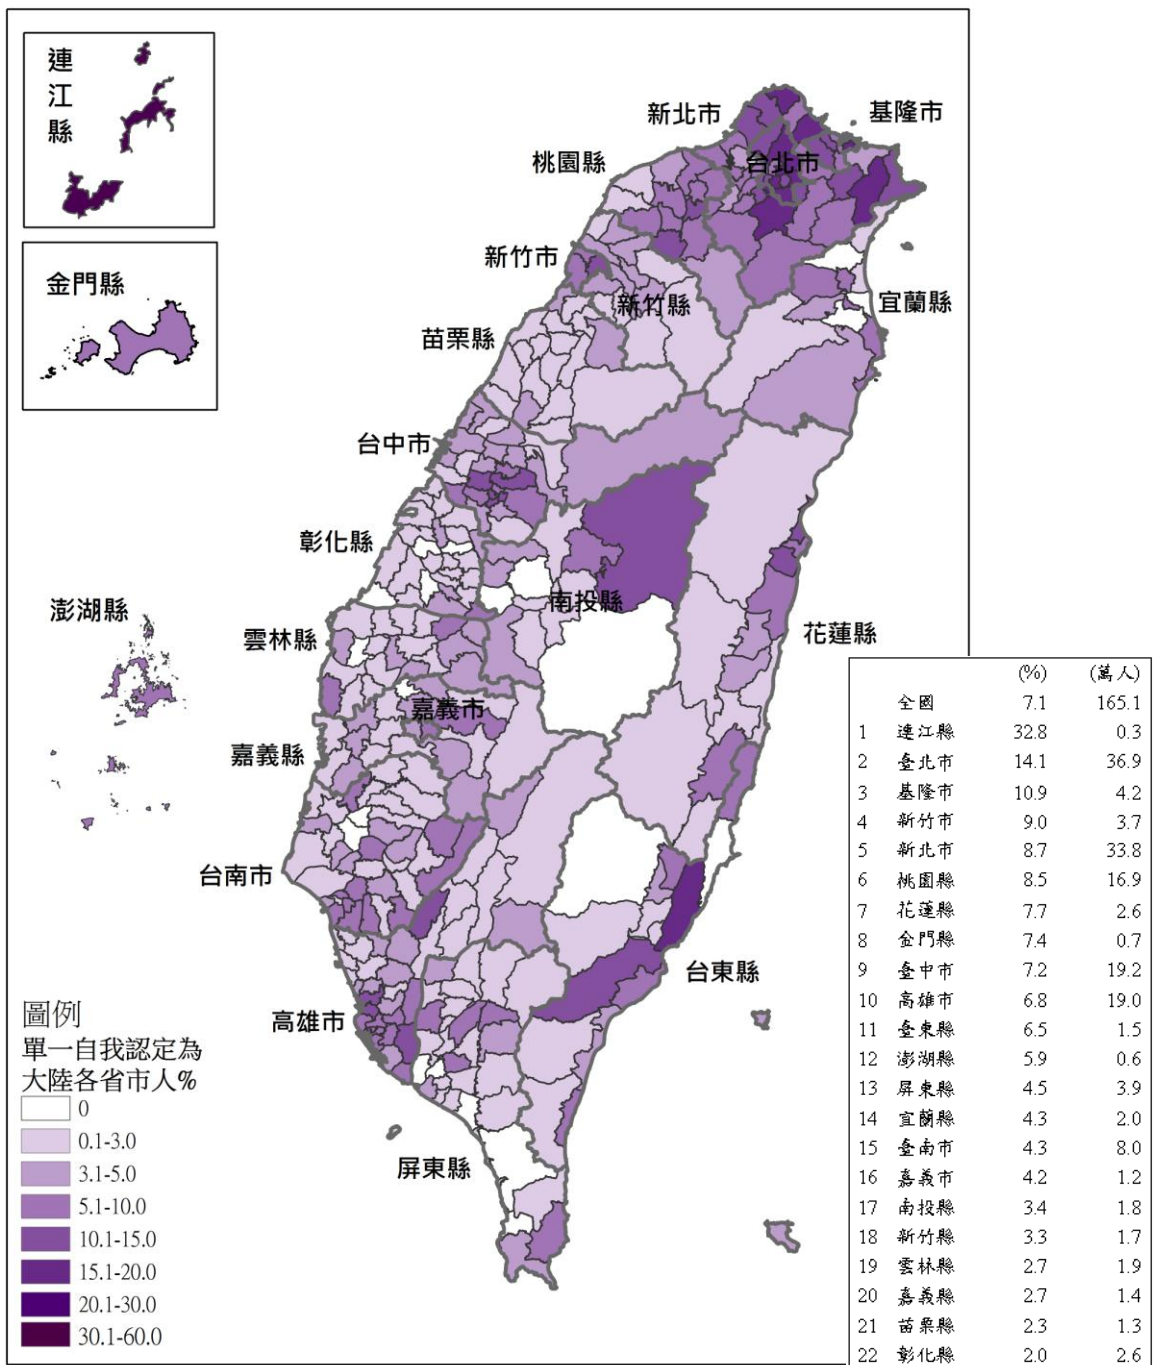 連
江
縣
金門縣
澎湖縣
新北市
基隆市
桃園縣
台北市
新竹市
新竹縣
宜蘭縣
苗栗縣
台中市
彰化縣
南投縣
雲林縣
花蓮縣
嘉義市
嘉義縣
台南市
台東縣
高雄市
屏東縣
圖例
單一自我認定為
大陸各省市人%
0
0.1-3.0
3.1-5.0
5.1-10.0
10.1-15.0
15.1-20.0
20.1-30.0
30.1-60.0
(%) (萬人)
全國 7.1 165.1
1 連江縣 32.8 0.3
2 臺北市 14.1 36.9
3 基隆市 10.9 4.2
4 新竹市 9.0 3.7
5 新北市 8.7 33.8
6 桃園縣 8.5 16.9
7 花蓮縣 7.7 2.6
8 金門縣 7.4 0.7
9 臺中市 7.2 19.2
10 高雄市 6.8 19.0
11 臺東縣 6.5 1.5
12 澎湖縣 5.9 0.6
13 屏東縣 4.5 3.9
14 宜蘭縣 4.3 2.0
15 臺南市 4.3 8.0
16 嘉義市 4.2 1.2
17 南投縣 3.4 1.8
18 新竹縣 3.3 1.7
19 雲林縣 2.7 1.9
20 嘉義縣 2.7 1.4
21 苗栗縣 2.3 1.3
22 彰化縣 2.0 2.6